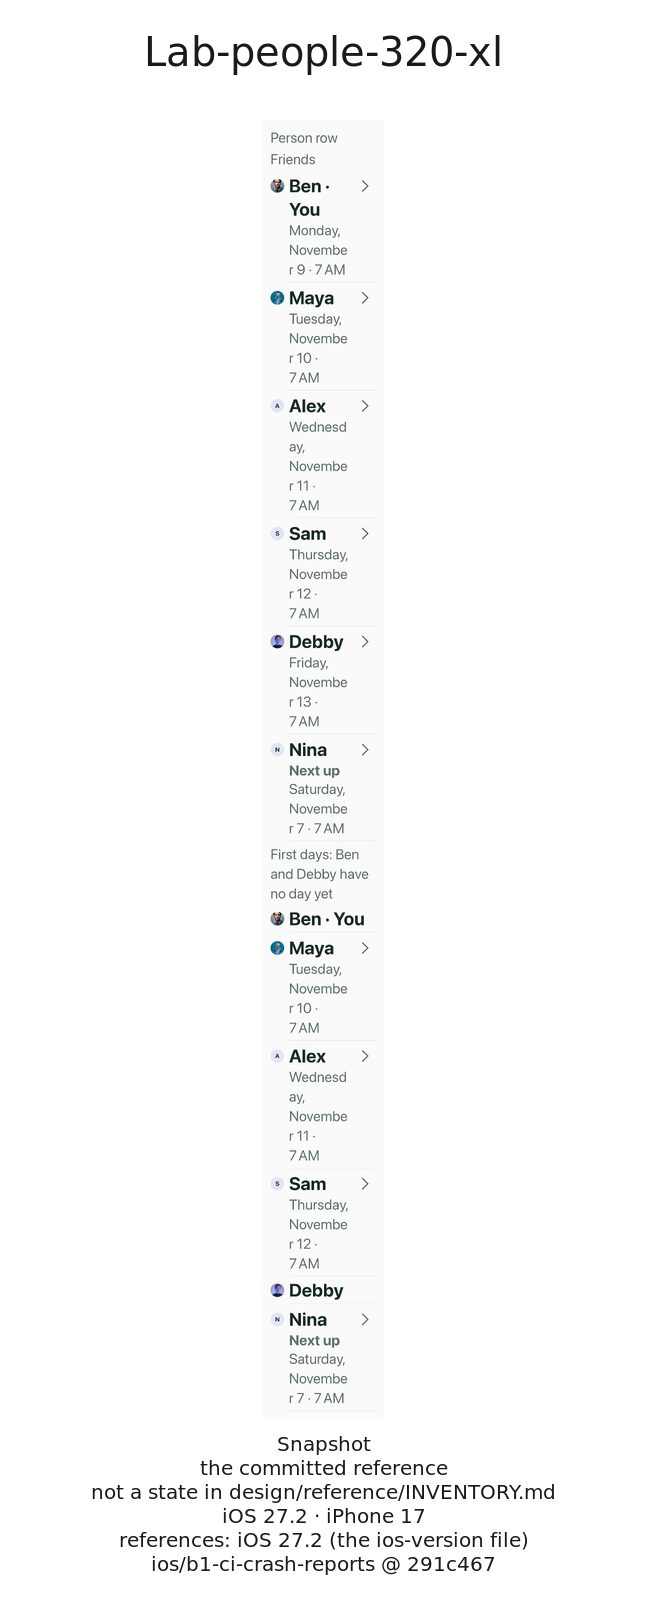 Lab-people-320-xl
Person row
Friends
Ben ·
You
Monday,
Novembe
r 9 · 7 AM
Maya
Tuesday,
Novembe
r 10 ·
7 AM
A
Alex
Wednesd
ay,
Novembe
r 11 ·
7 AM
S
Sam
Thursday,
Novembe
r 12 ·
7 AM
Debby
Friday,
Novembe
r 13 ·
7 AM
N
Nina
Next up
Saturday,
Novembe
r 7 · 7 AM
First days: Ben
and Debby have
no day yet
Ben · You
Maya
Tuesday,
Novembe
r 10 ·
7 AM
A
Alex
Wednesd
ay,
Novembe
r 11 ·
7 AM
S
Sam
Thursday,
Novembe
r 12 ·
7 AM
Debby
N
Nina
Next up
Saturday,
Novembe
r 7 · 7 AM
Snapshot
the committed reference
not a state in design/reference/INVENTORY.md
iOS 27.2 · iPhone 17
references: iOS 27.2 (the ios-version file)
ios/b1-ci-crash-reports @ 291c467